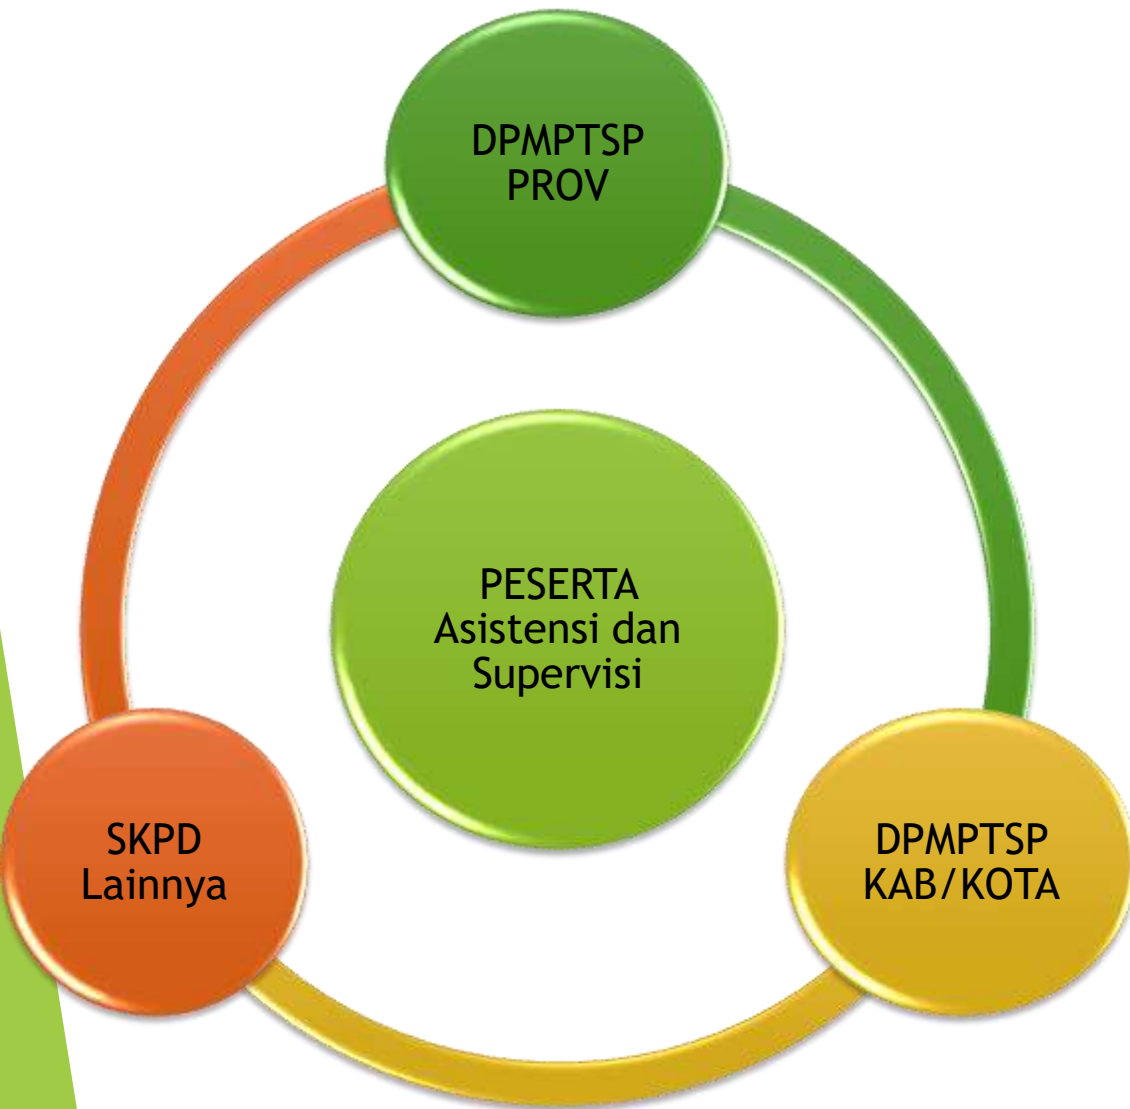 DPMPTSP
PROV
PESERTA
Asistensi dan
Supervisi
SKPD
Lainnya
DPMPTSP
KAB/KOTA